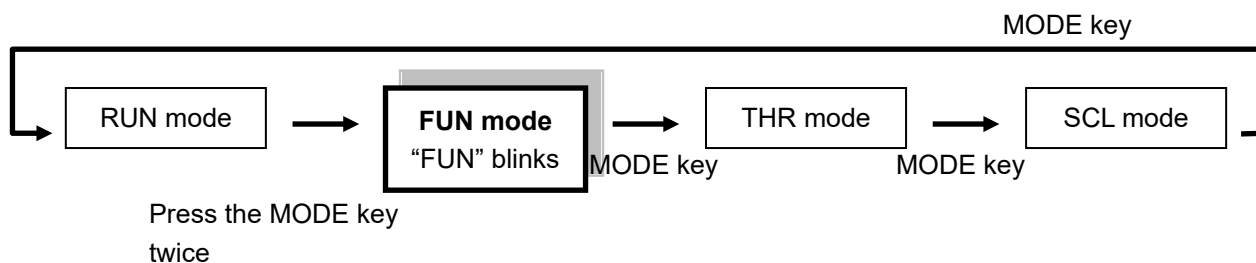 MODE key
RUN mode
FUN mode
“FUN” blinks
THR mode
SCL mode
MODE key
MODE key
Press the MODE key
twice